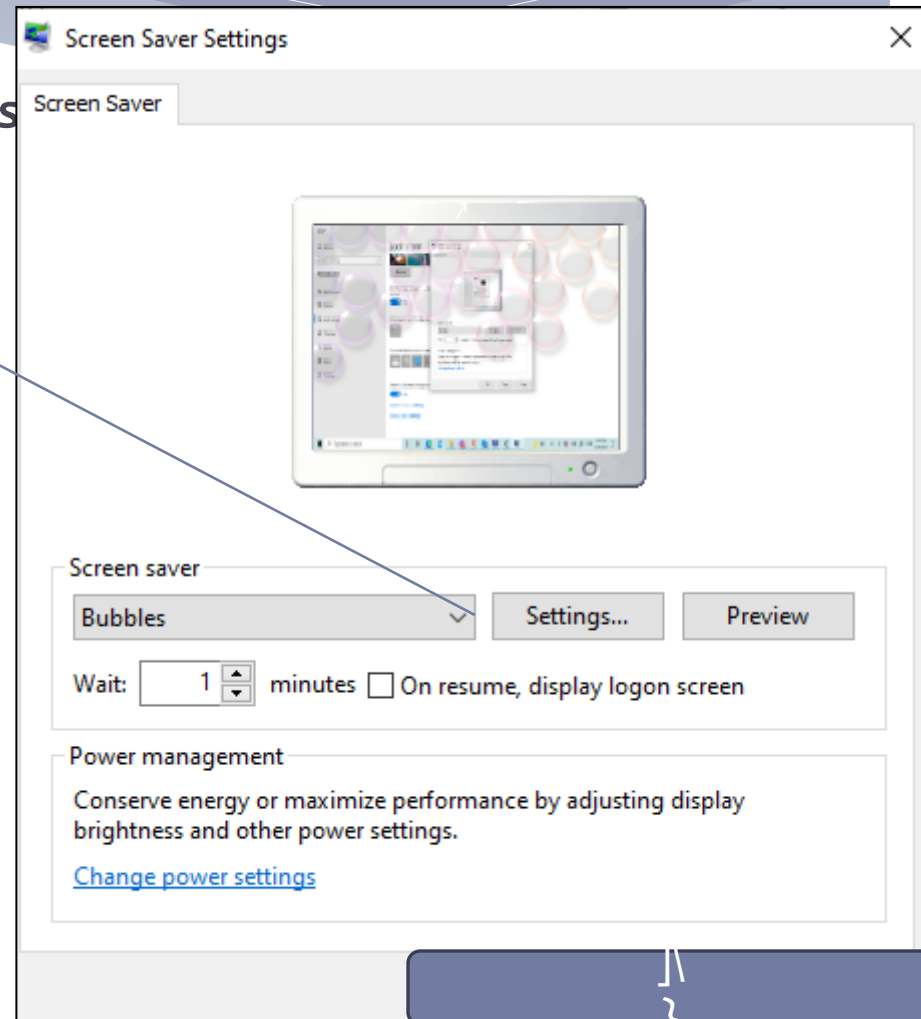 Screen Saver Settings
s
Screen Saver
Screen saver
Bubbles
Settings...
Preview
Wait: 1 minutes On resume, display logon screen
Power management
Conserve energy or maximize performance by adjusting display
brightness and other power settings.
Change power settings